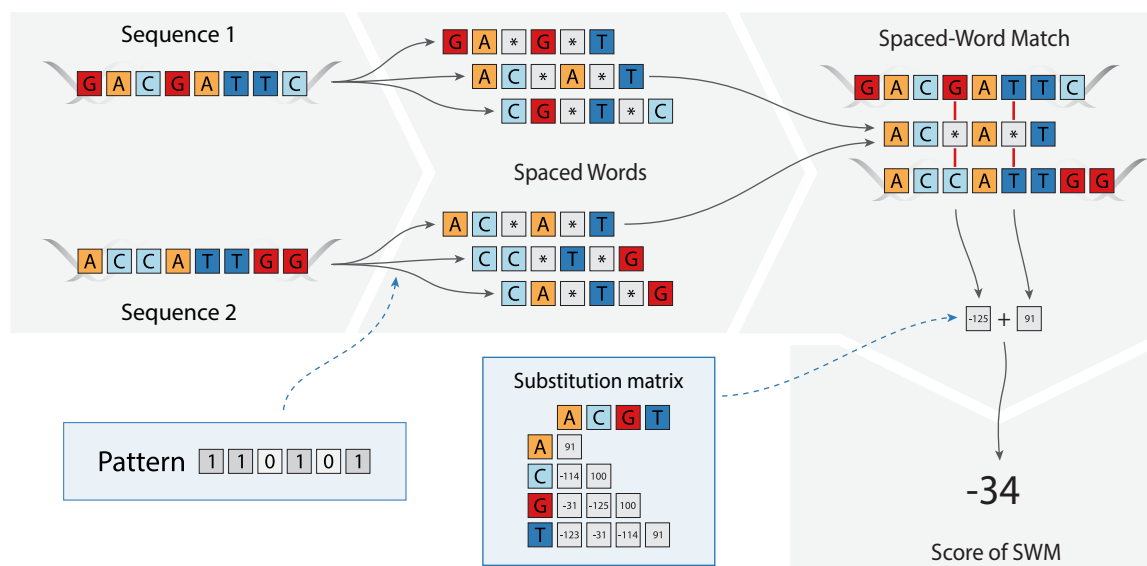 Sequence 1
G A C G A T T C
G A * G * T
A C * A * T
C G * T * C
Spaced Words
Sequence 2
A C C A T T G G
A C * A * T
C C * T * G
C A * T * G
Spaced-Word Match
G A C G A T T C
A C * A * T
A C C A T T G G
-125 + 91
Pattern 1 1 0 1 0 1
Substitution matrix
A C G T
A 91
C -114 100
G -31 -125 100
T -123 -31 -114 91
-34
Score of SWM